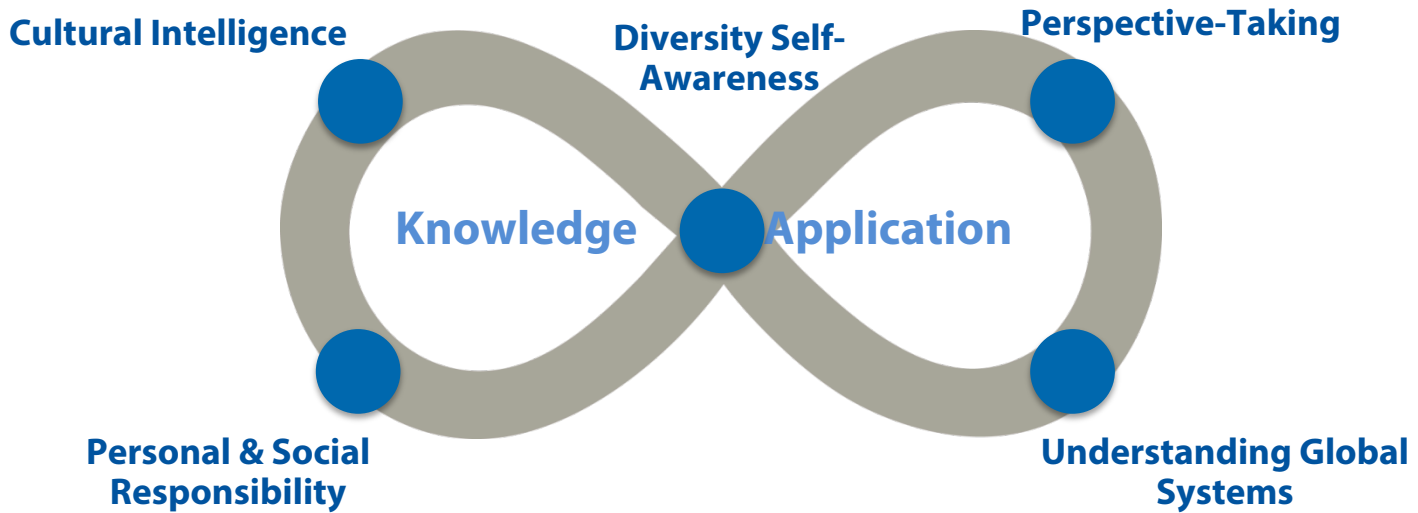 Cultural Intelligence
Diversity Self-
Awareness
Perspective-Taking
Knowledge
Application
Personal & Social
Responsibility
Understanding Global
Systems